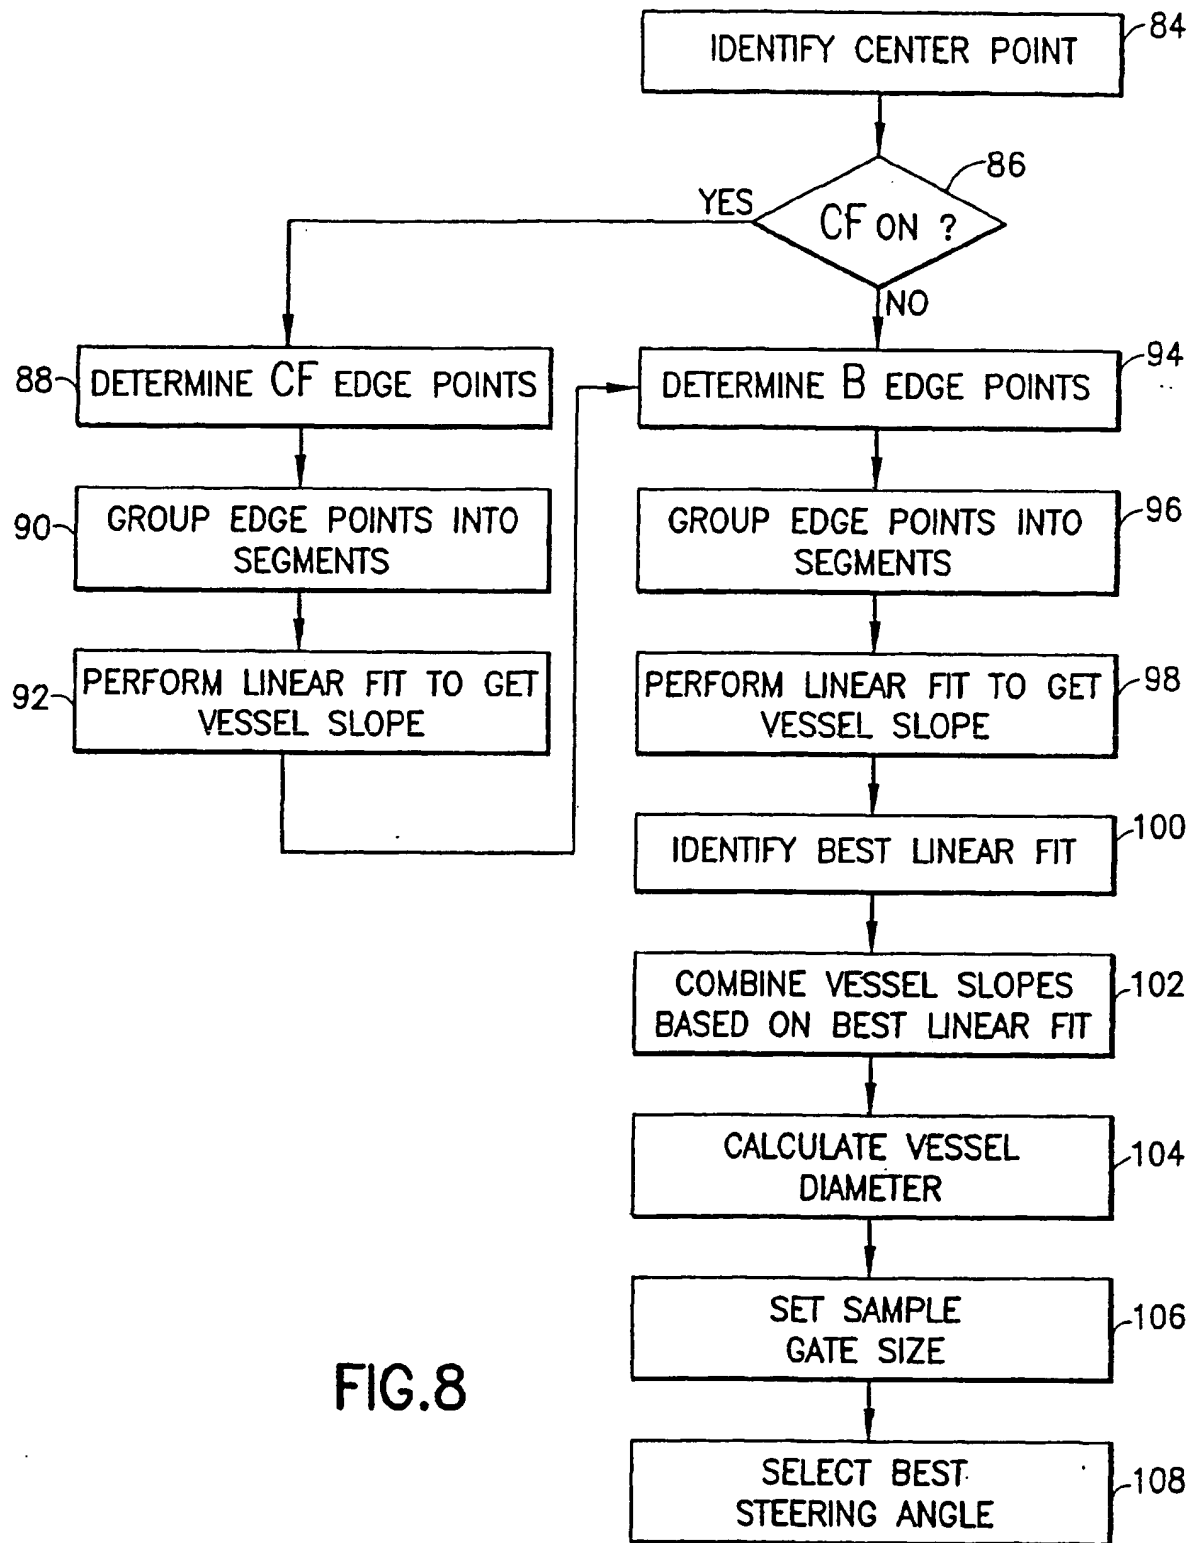 IDENTIFY CENTER POINT
84
CF ON ?
86
YES
NO
88
DETERMINE CF EDGE POINTS
90
GROUP EDGE POINTS INTO
SEGMENTS
92
PERFORM LINEAR FIT TO GET
VESSEL SLOPE
DETERMINE B EDGE POINTS
94
GROUP EDGE POINTS INTO
SEGMENTS
96
PERFORM LINEAR FIT TO GET
VESSEL SLOPE
98
IDENTIFY BEST LINEAR FIT
100
COMBINE VESSEL SLOPES
BASED ON BEST LINEAR FIT
102
CALCULATE VESSEL
DIAMETER
104
SET SAMPLE
GATE SIZE
106
SELECT BEST
STEERING ANGLE
108
FIG.8